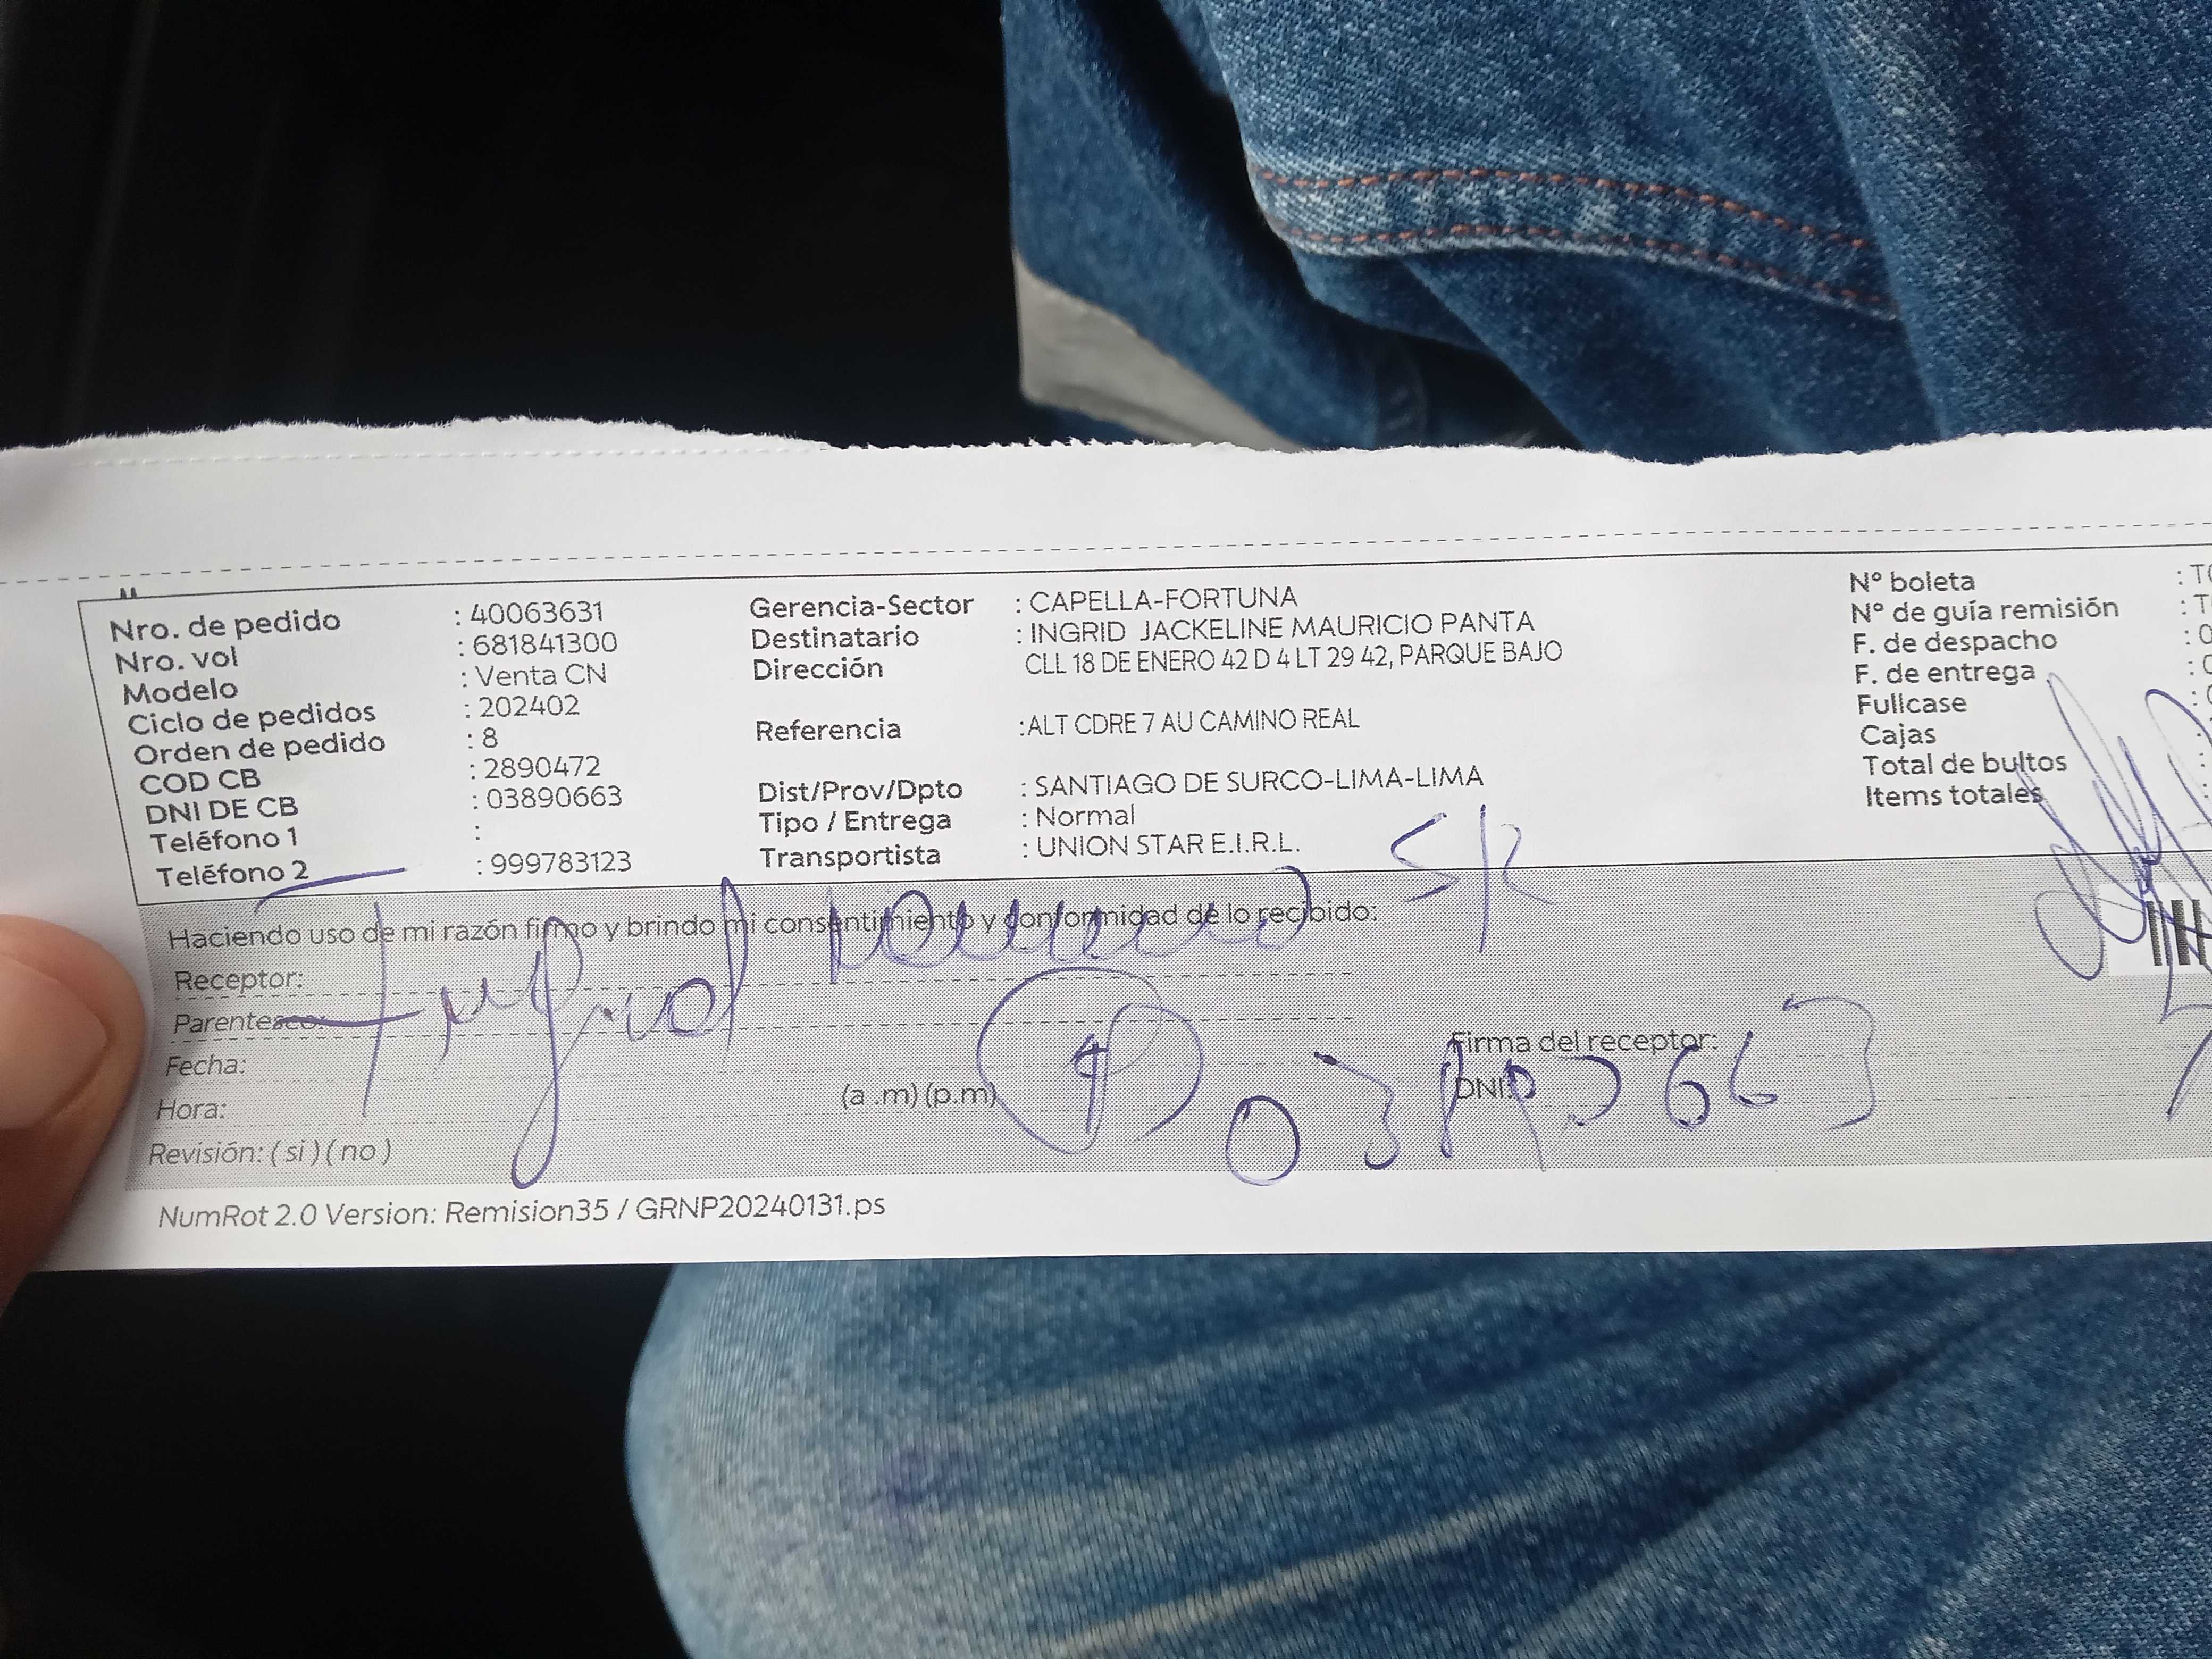 Nro. de pedido : 40063631
Nro. vol : 681841300
Modelo : Venta CN
Ciclo de pedidos : 202402
Orden de pedido : 8
COD CB : 2890472
DNI DE CB : 03890663
Teléfono 1 :
Teléfono 2 : 999783123
Gerencia-Sector : CAPELLA-FORTUNA
Destinatario : INGRID JACKELINE MAURICIO PANTA
Dirección CLL 18 DE ENERO 42 D 4 LT 29 42, PARQUE BAJO
Referencia :ALT CDRE 7 AU CAMINO REAL
Dist/Prov/Dpto : SANTIAGO DE SURCO-LIMA-LIMA
Tipo / Entrega : Normal
Transportista : UNION STAR E.I.R.L.
N° boleta : T
N° de guía remisión : T
F. de despacho : 0
F. de entrega : 0
Fullcase :
Cajas :
Total de bultos :
Items totales :
Haciendo uso de mi razón firmo y brindo mi consentimiento y conformidad de lo recibido:
Receptor:
Parentesco:
Ingrid
Fecha:
Hora: (a .m) (p.m)
Firma del receptor:
DNI: 03890663
Revisión: ( si ) ( no )
NumRot 2.0 Version: Remision35 / GRNP20240131.ps